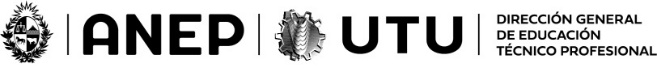 ANEP UTU DIRECCIÓN GENERAL
DE EDUCACIÓN
TÉCNICO PROFESIONAL